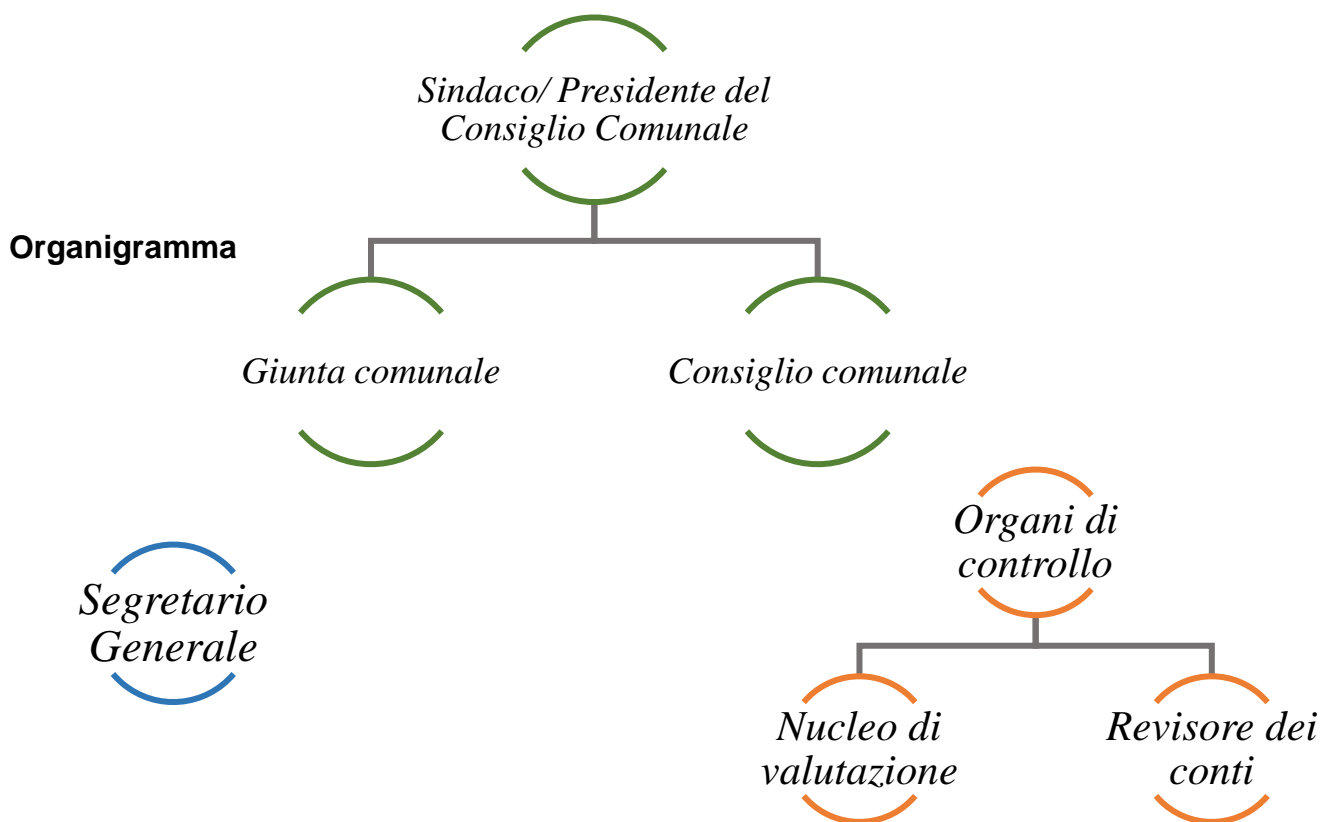 Sindaco/ Presidente del
Consiglio Comunale
Organigramma
Giunta comunale
Consiglio comunale
Organi di
controllo
Segretario
Generale
Nucleo di
valutazione
Revisore dei
conti